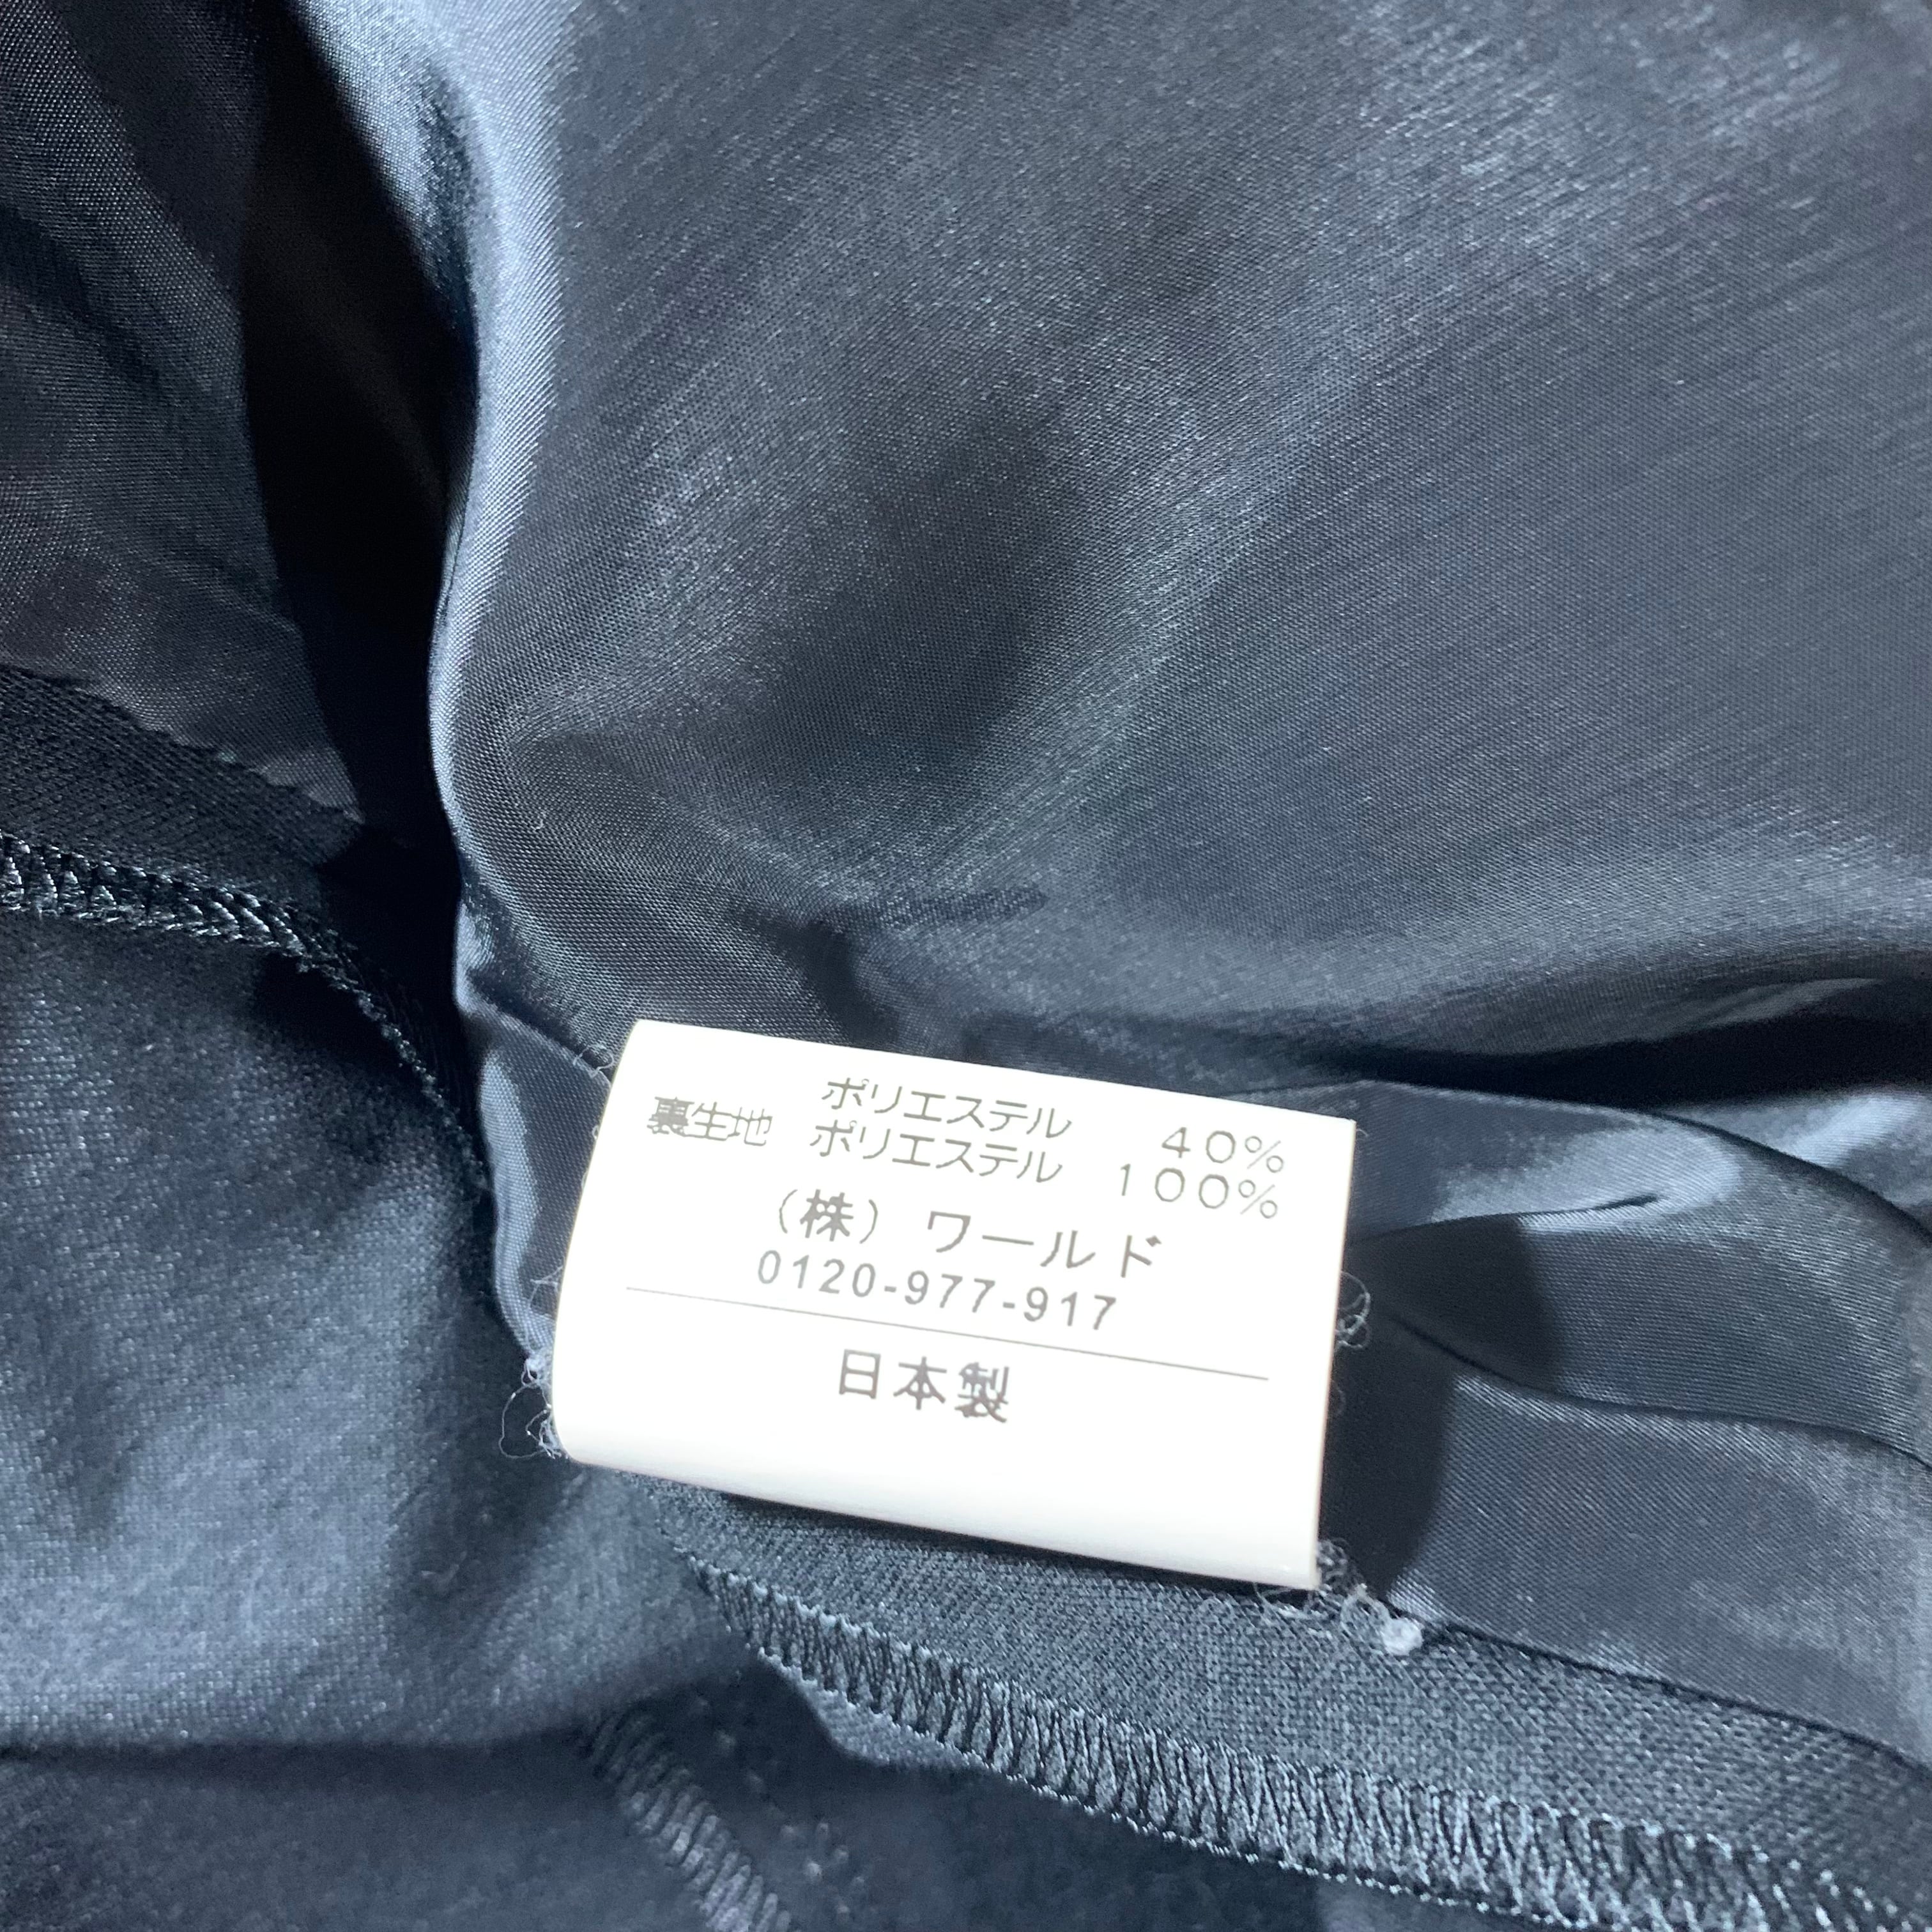 ポリエステル 40%
裏生地 ポリエステル 100%
(株) ワールド
0120-977-917
日本製